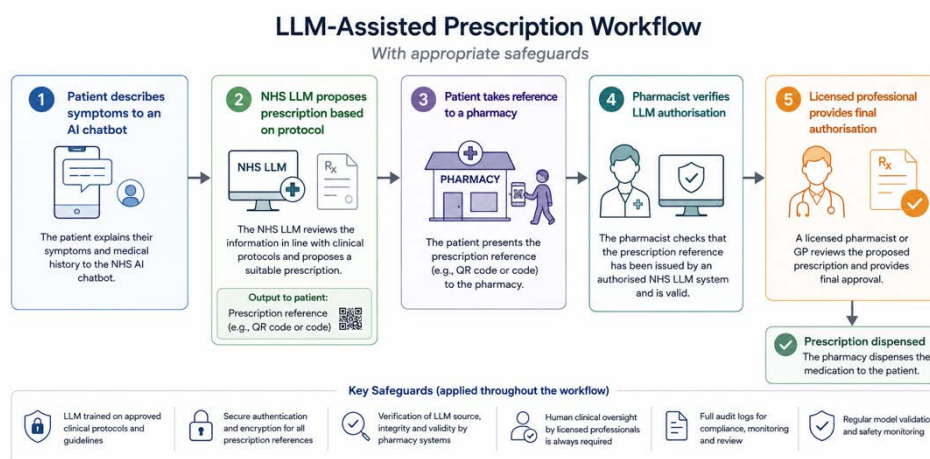 LLM-Assisted Prescription Workflow
With appropriate safeguards
1
Patient describes
symptoms to an
AI chatbot
The patient explains their
symptoms and medical
history to the NHS AI
chatbot.
2
NHS LLM proposes
prescription based
on protocol
NHS LLM
Rx
The NHS LLM reviews the
information in line with clinical
protocols and proposes a
suitable prescription.
Output to patient:
Prescription reference
(e.g., QR code or code)
3
Patient takes reference
to a pharmacy
PHARMACY
The patient presents the
prescription reference
(e.g., QR code or code)
to the pharmacy.
4
Pharmacist verifies
LLM authorisation
The pharmacist checks that
the prescription reference
has been issued by an
authorised NHS LLM system
and is valid.
5
Licensed professional
provides final
authorisation
Rx
A licensed pharmacist or
GP reviews the proposed
prescription and provides
final approval.
Prescription dispensed
The pharmacy dispenses the
medication to the patient.
Key Safeguards (applied throughout the workflow)
LLM trained on approved
clinical protocols and
guidelines
Secure authentication
and encryption for all
prescription references
Verification of LLM source,
integrity and validity by
pharmacy systems
Human clinical oversight
by licensed professionals
is always required
Full audit logs for
compliance, monitoring
and review
Regular model validatio
and safety monitoring